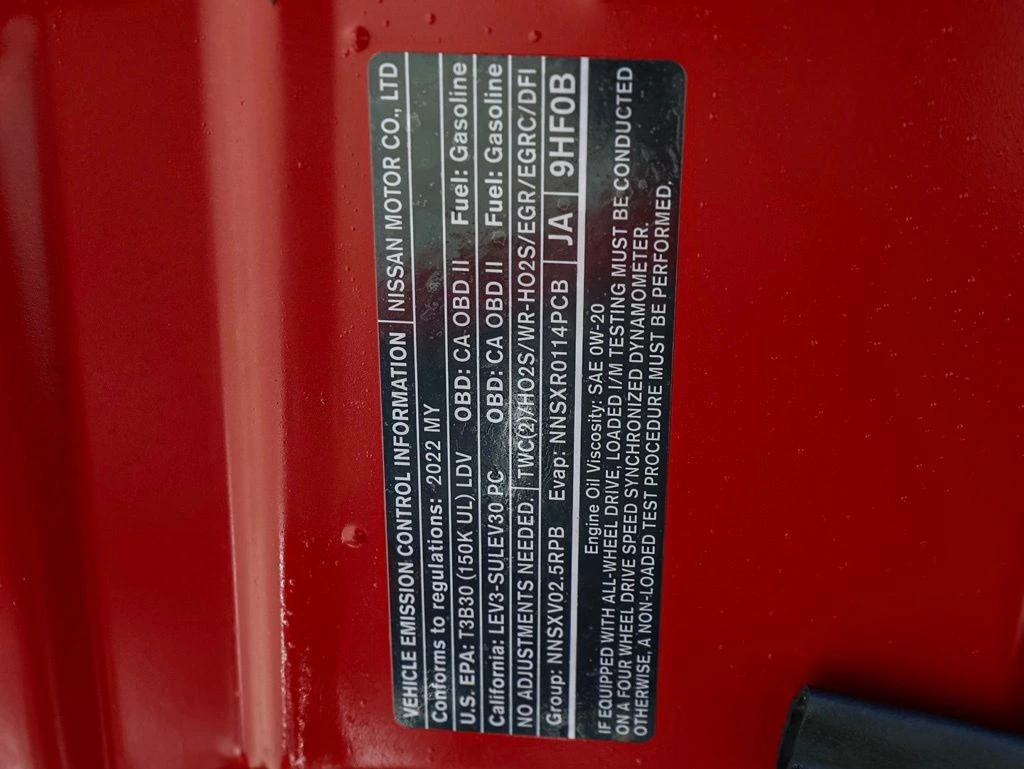 VEHICLE EMISSION CONTROL INFORMATION NISSAN MOTOR CO., LTD
Conforms to regulations: 2022 MY
U.S. EPA: T3B30 (150K UL) LDV OBD: CA OBD II Fuel: Gasoline
California: LEV3-SULEV30 PC OBD: CA OBD II Fuel: Gasoline
NO ADJUSTMENTS NEEDED. TWC(2)/HO2S/WR-HO2S/EGR/EGRC/DFI
Group: NNSXV02.5RPB Evap: NNSXR0114PCB JA 9HF0B
Engine Oil Viscosity: SAE 0W-20
IF EQUIPPED WITH ALL-WHEEL DRIVE, LOADED I/M TESTING MUST BE CONDUCTED
ON A FOUR WHEEL DRIVE SPEED SYNCHRONIZED DYNAMOMETER.
OTHERWISE, A NON-LOADED TEST PROCEDURE MUST BE PERFORMED.